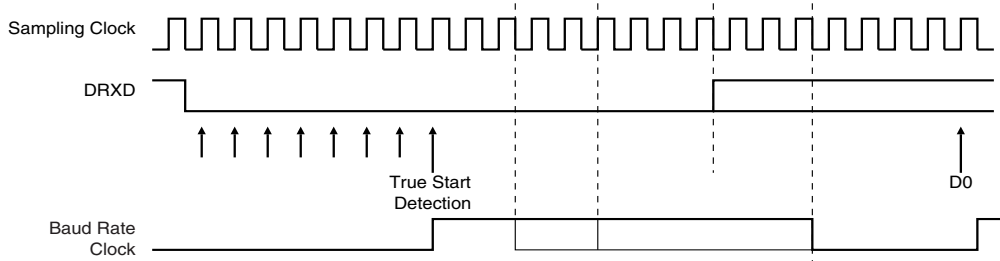 Sampling Clock
DRXD
True Start
Detection
D0
Baud Rate
Clock